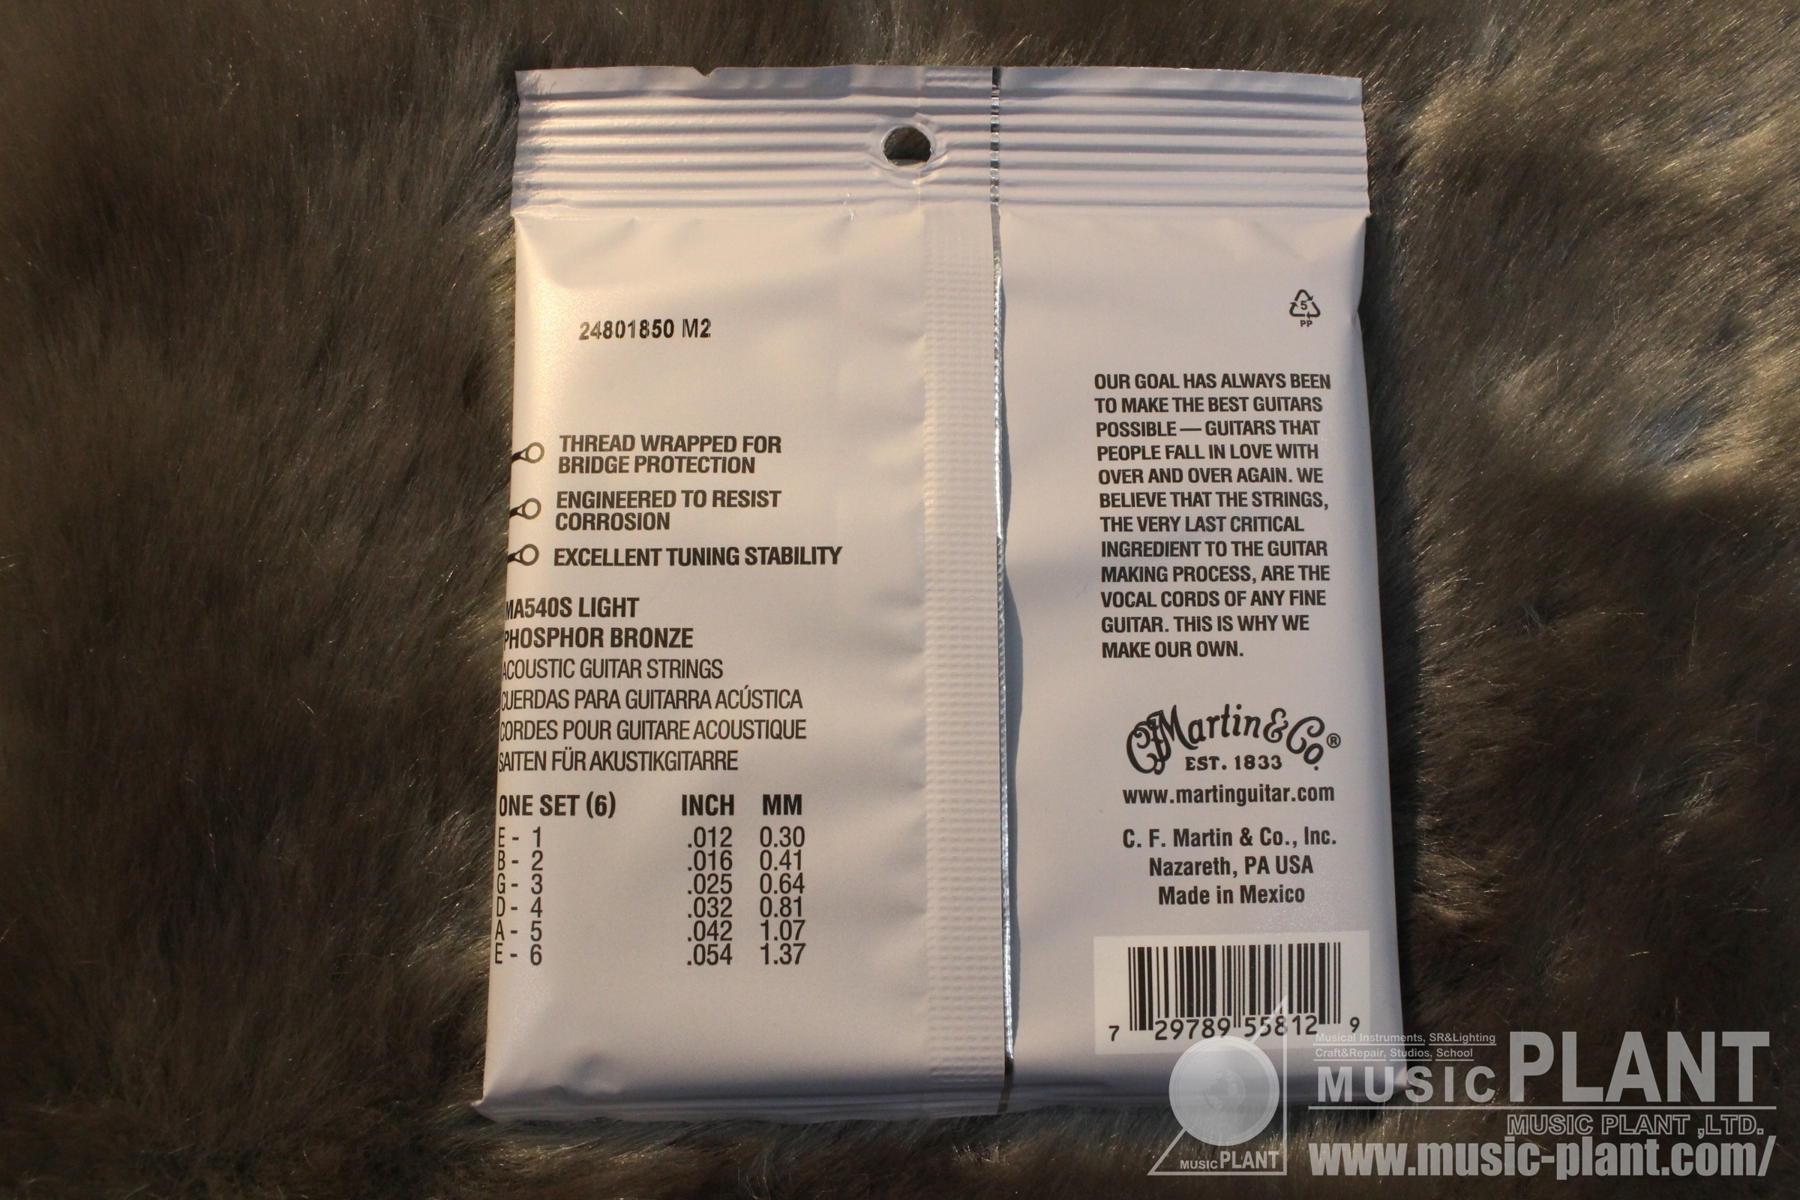 24801850 M2
THREAD WRAPPED FOR
BRIDGE PROTECTION
ENGINEERED TO RESIST
CORROSION
EXCELLENT TUNING STABILITY
MA540S LIGHT
PHOSPHOR BRONZE
ACOUSTIC GUITAR STRINGS
CUERDAS PARA GUITARRA ACÚSTICA
CORDES POUR GUITARE ACOUSTIQUE
SAITEN FÜR AKUSTIKGITARRE
ONE SET (6) INCH MM
E - 1 .012 0.30
B - 2 .016 0.41
G - 3 .025 0.64
D - 4 .032 0.81
A - 5 .042 1.07
E - 6 .054 1.37
5
PP
OUR GOAL HAS ALWAYS BEEN
TO MAKE THE BEST GUITARS
POSSIBLE — GUITARS THAT
PEOPLE FALL IN LOVE WITH
OVER AND OVER AGAIN. WE
BELIEVE THAT THE STRINGS,
THE VERY LAST CRITICAL
INGREDIENT TO THE GUITAR
MAKING PROCESS, ARE THE
VOCAL CORDS OF ANY FINE
GUITAR. THIS IS WHY WE
MAKE OUR OWN.
CF Martin & Co.®
EST. 1833
www.martinguitar.com
C. F. Martin & Co., Inc.
Nazareth, PA USA
Made in Mexico
7 29789 55812 9
Musical Instruments, SR&Lighting
Craft&Repair, Studios, School
MUSIC PLANT
MUSIC PLANT ,LTD.
MUSIC PLANT
www.music-plant.com/